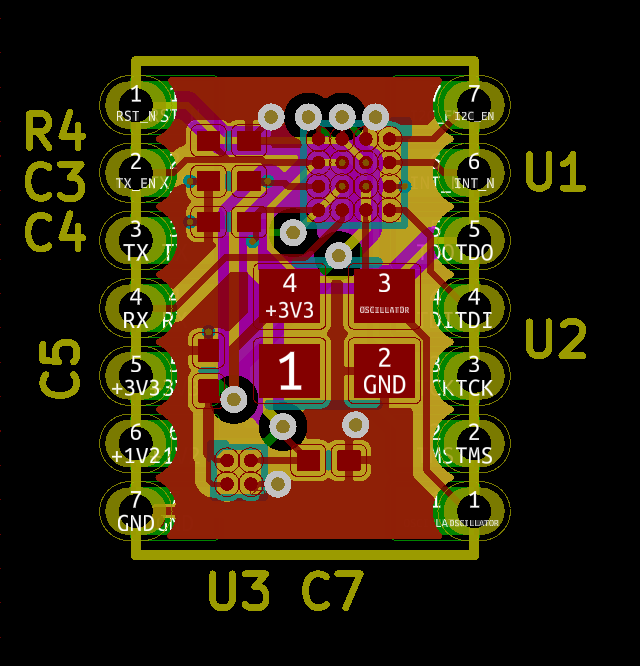 R4
C3
C4
C5
U1
U2
U3 C7
1
RST_N
2
TX_EN
3
TX
4
RX
5
+3V3
6
+1V2
7
GND
7
I2C_EN
6
INT_N
5
TDO
4
TDI
3
TCK
2
TMS
1
OSCILLATOR
4
+3V3
3
OSCILLATOR
1
2
GND